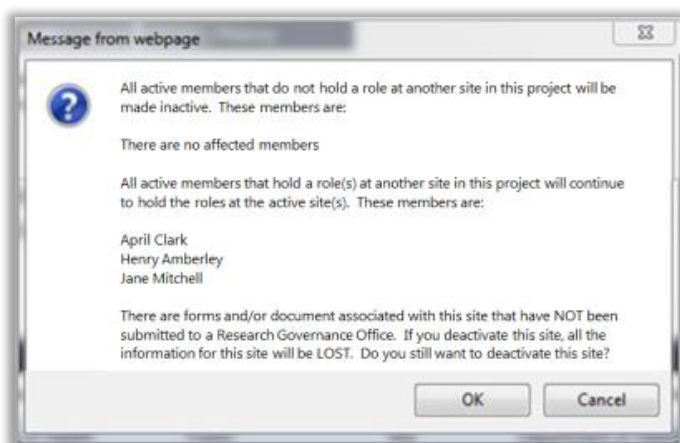 Message from webpage
All active members that do not hold a role at another site in this project will be
made inactive. These members are:
There are no affected members
All active members that hold a role(s) at another site in this project will continue
to hold the roles at the active site(s). These members are:
April Clark
Henry Amberley
Jane Mitchell
There are forms and/or document associated with this site that have NOT been
submitted to a Research Governance Office. If you deactivate this site, all the
information for this site will be LOST. Do you still want to deactivate this site?
OK
Cancel